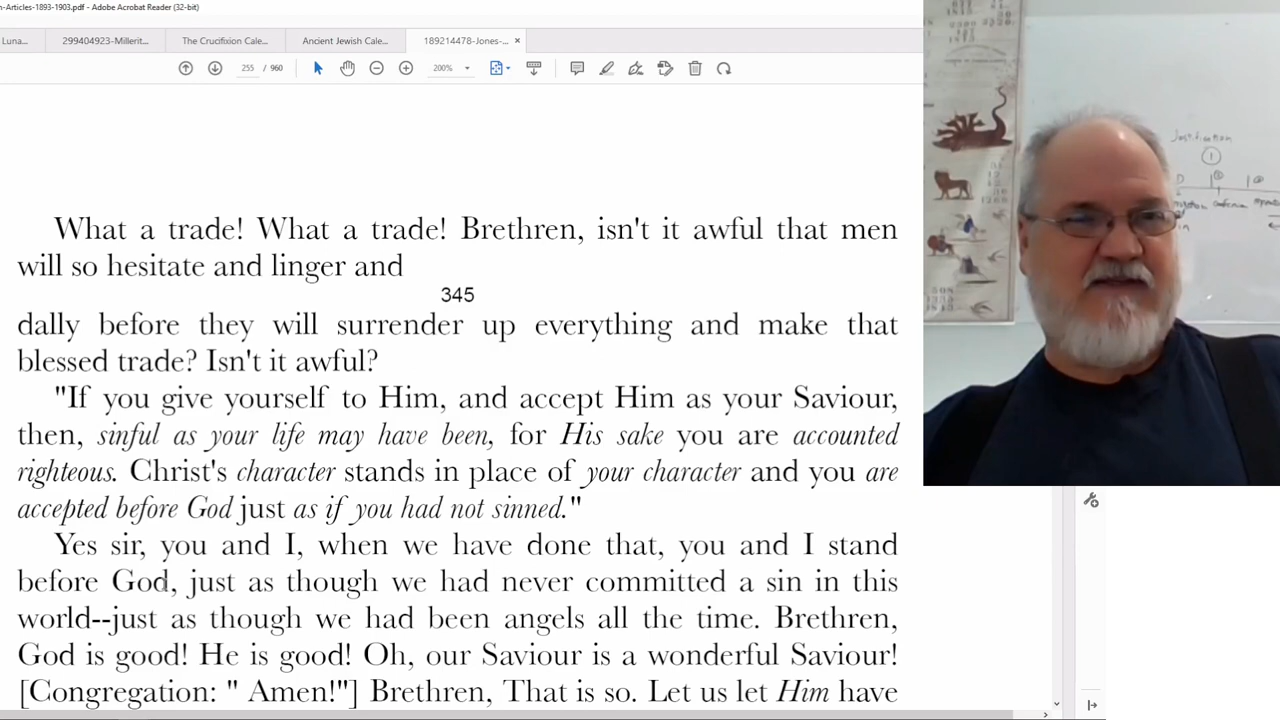 n-Articles-1893-1903.pdf - Adobe Acrobat Reader (32-bit)
Luna... 299404923-Millerit... The Crucifixion Cale... Ancient Jewish Cale... 189214478-Jones-... ×
255 / 960 200%
What a trade! What a trade! Brethren, isn't it awful that men
will so hesitate and linger and
345
dally before they will surrender up everything and make that
blessed trade? Isn't it awful?
"If you give yourself to Him, and accept Him as your Saviour,
then, sinful as your life may have been, for His sake you are accounted
righteous. Christ's character stands in place of your character and you are
accepted before God just as if you had not sinned."
Yes sir, you and I, when we have done that, you and I stand
before God, just as though we had never committed a sin in this
world--just as though we had been angels all the time. Brethren,
God is good! He is good! Oh, our Saviour is a wonderful Saviour!
[Congregation: " Amen!"] Brethren, That is so. Let us let Him have
Justification
1